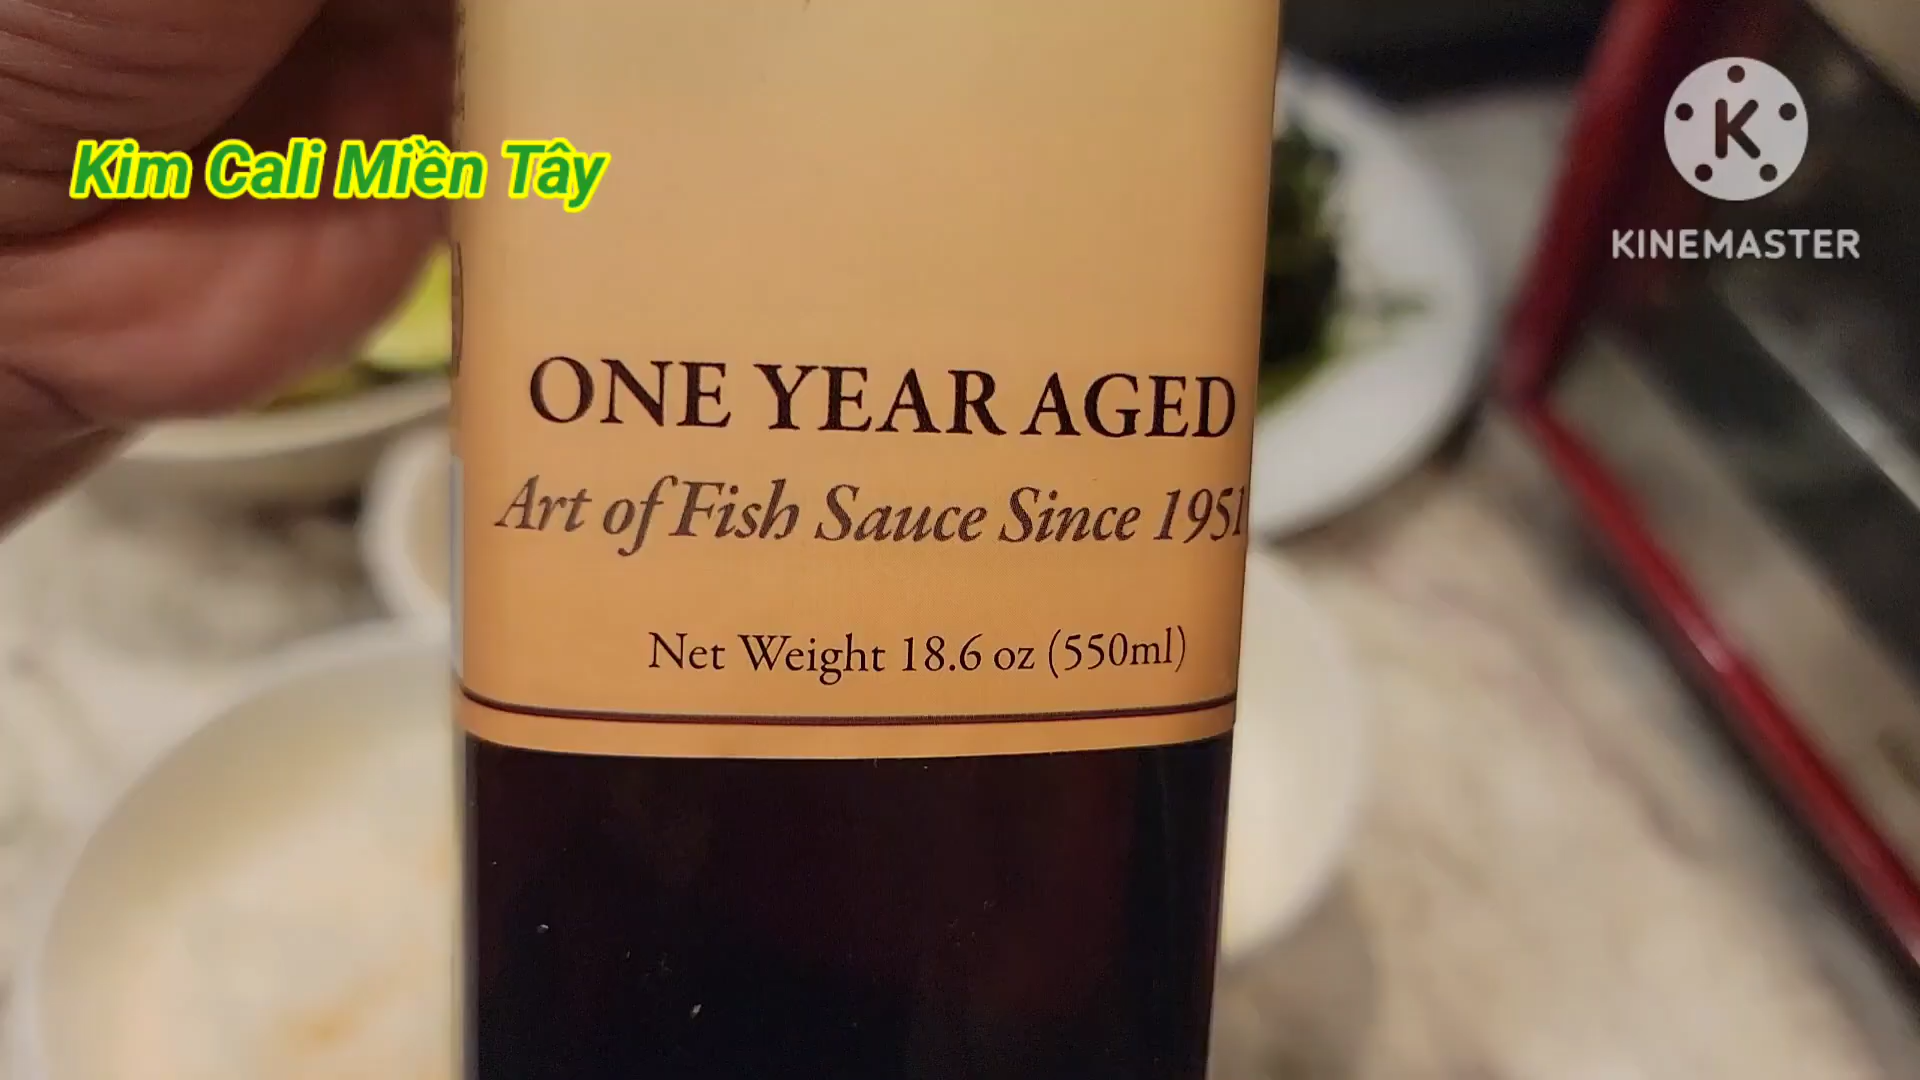 Kim Cali Miền Tây
K
KINEMASTER
ONE YEAR AGED
Art of Fish Sauce Since 1951
Net Weight 18.6 oz (550ml)